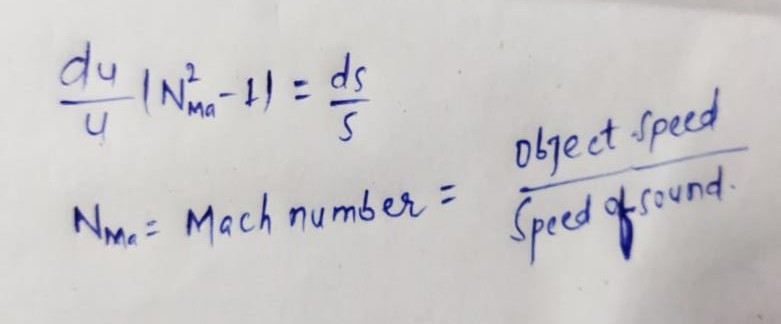 du/u (N²Ma-1) = ds/s
NMa = Mach number = Object speed / Speed of sound.